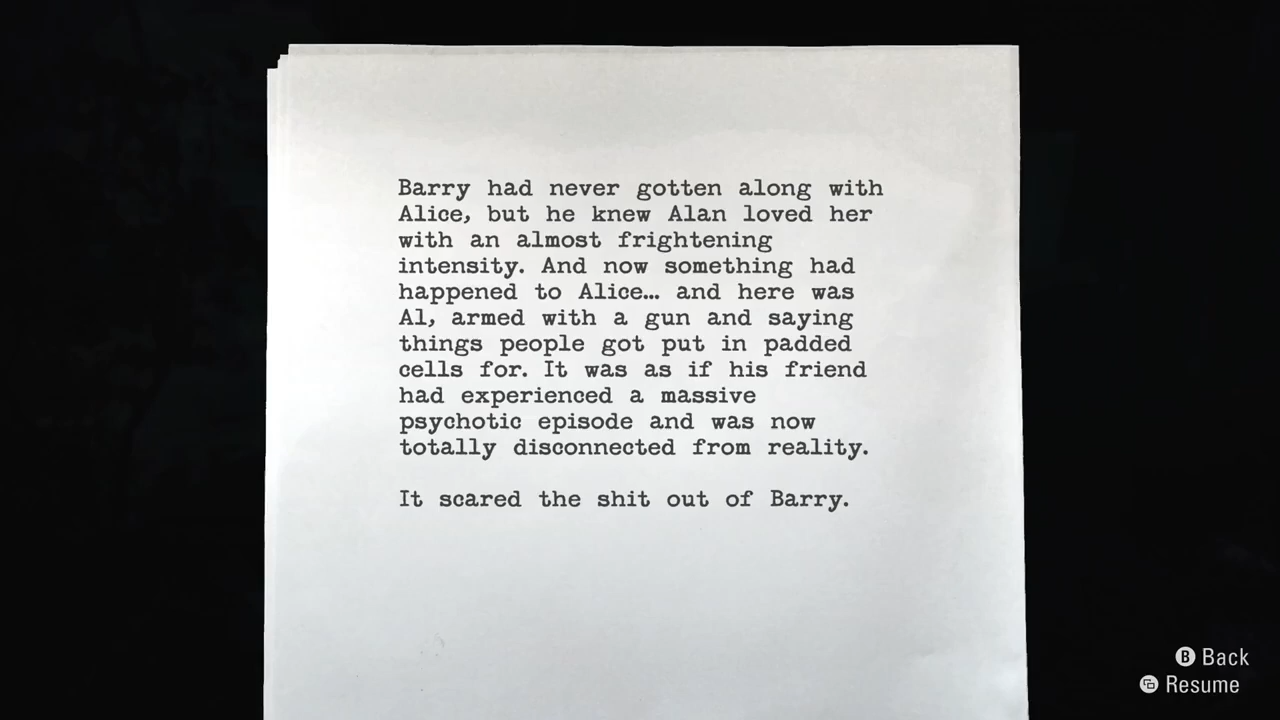 Barry had never gotten along with
Alice, but he knew Alan loved her
with an almost frightening
intensity. And now something had
happened to Alice… and here was
Al, armed with a gun and saying
things people got put in padded
cells for. It was as if his friend
had experienced a massive
psychotic episode and was now
totally disconnected from reality.

It scared the shit out of Barry.

B Back
Resume